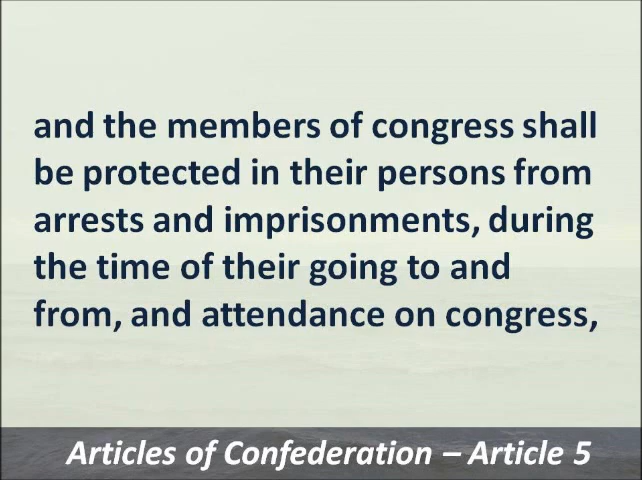 and the members of congress shall
be protected in their persons from
arrests and imprisonments, during
the time of their going to and
from, and attendance on congress,
Articles of Confederation – Article 5